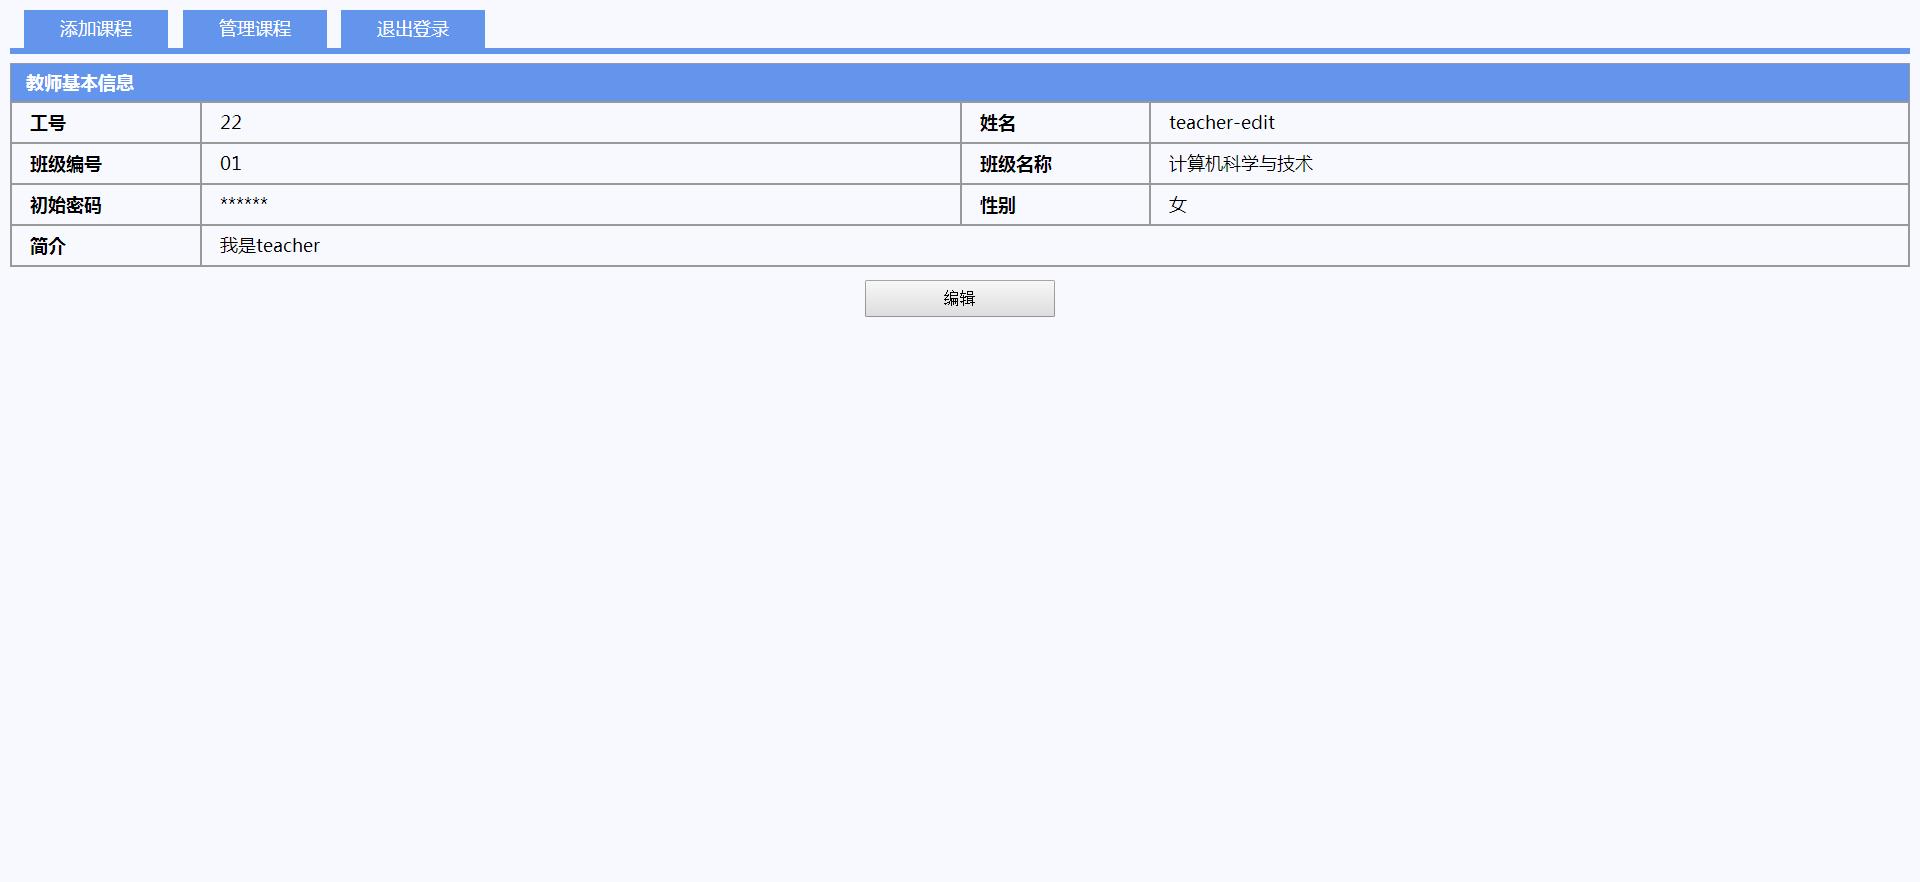 添加课程 管理课程 退出登录
教师基本信息
工号 22 姓名 teacher-edit
班级编号 01 班级名称 计算机科学与技术
初始密码 ****** 性别 女
简介 我是teacher
编辑